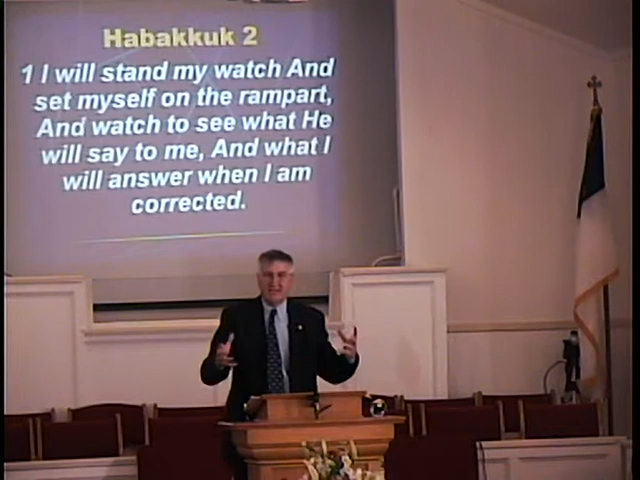 Habakkuk 2
1 I will stand my watch And
set myself on the rampart,
And watch to see what He
will say to me, And what I
will answer when I am
corrected.